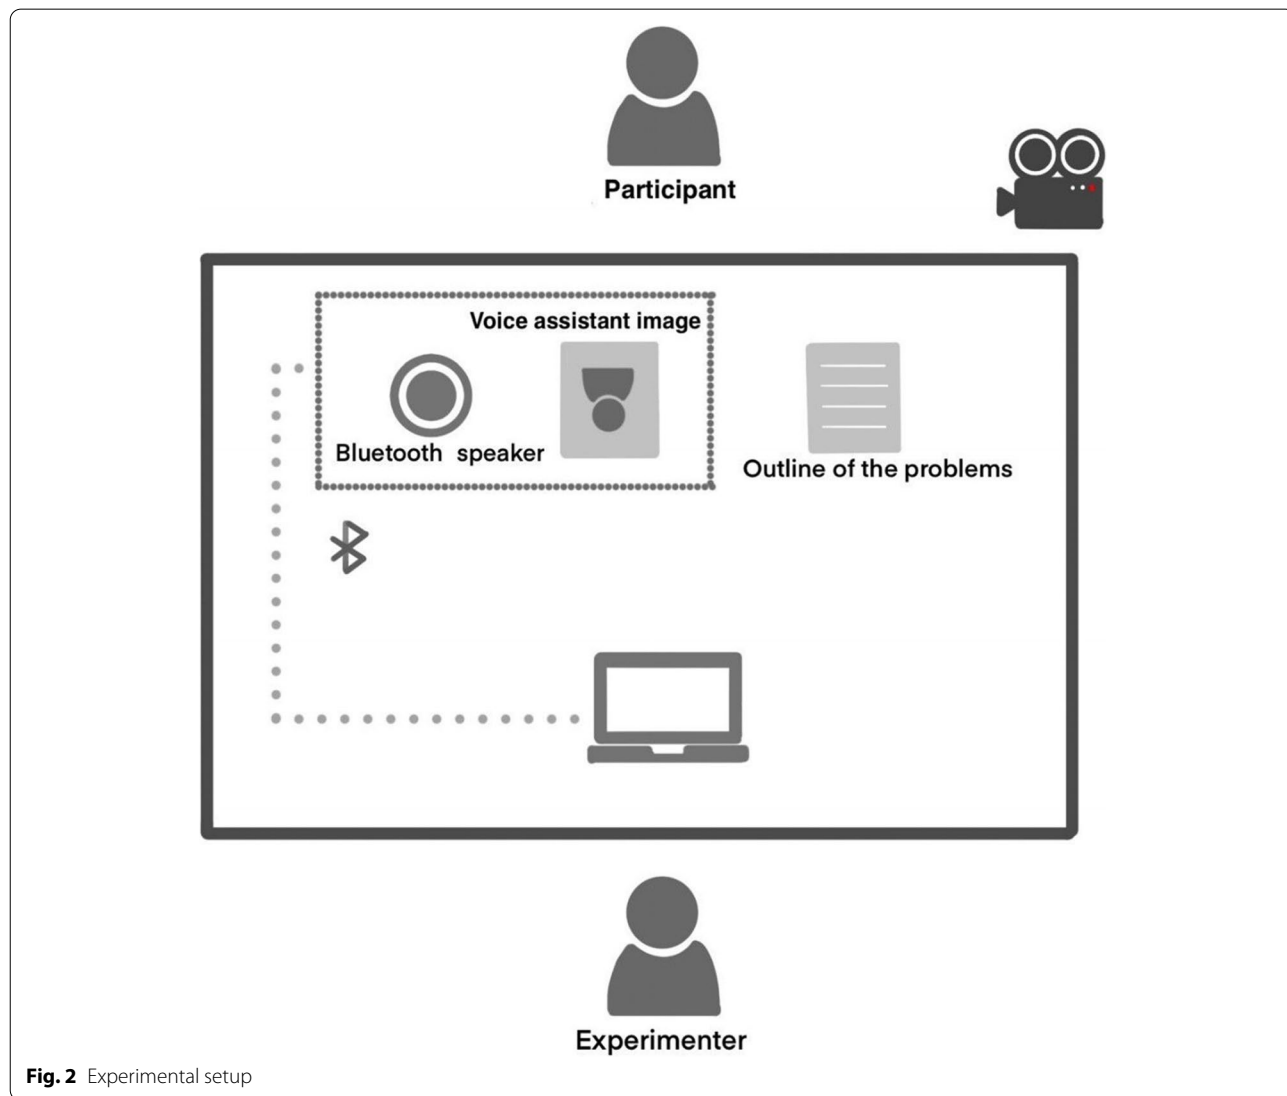 Participant
Voice assistant image
Bluetooth speaker
Outline of the problems
Experimenter
Fig. 2 Experimental setup